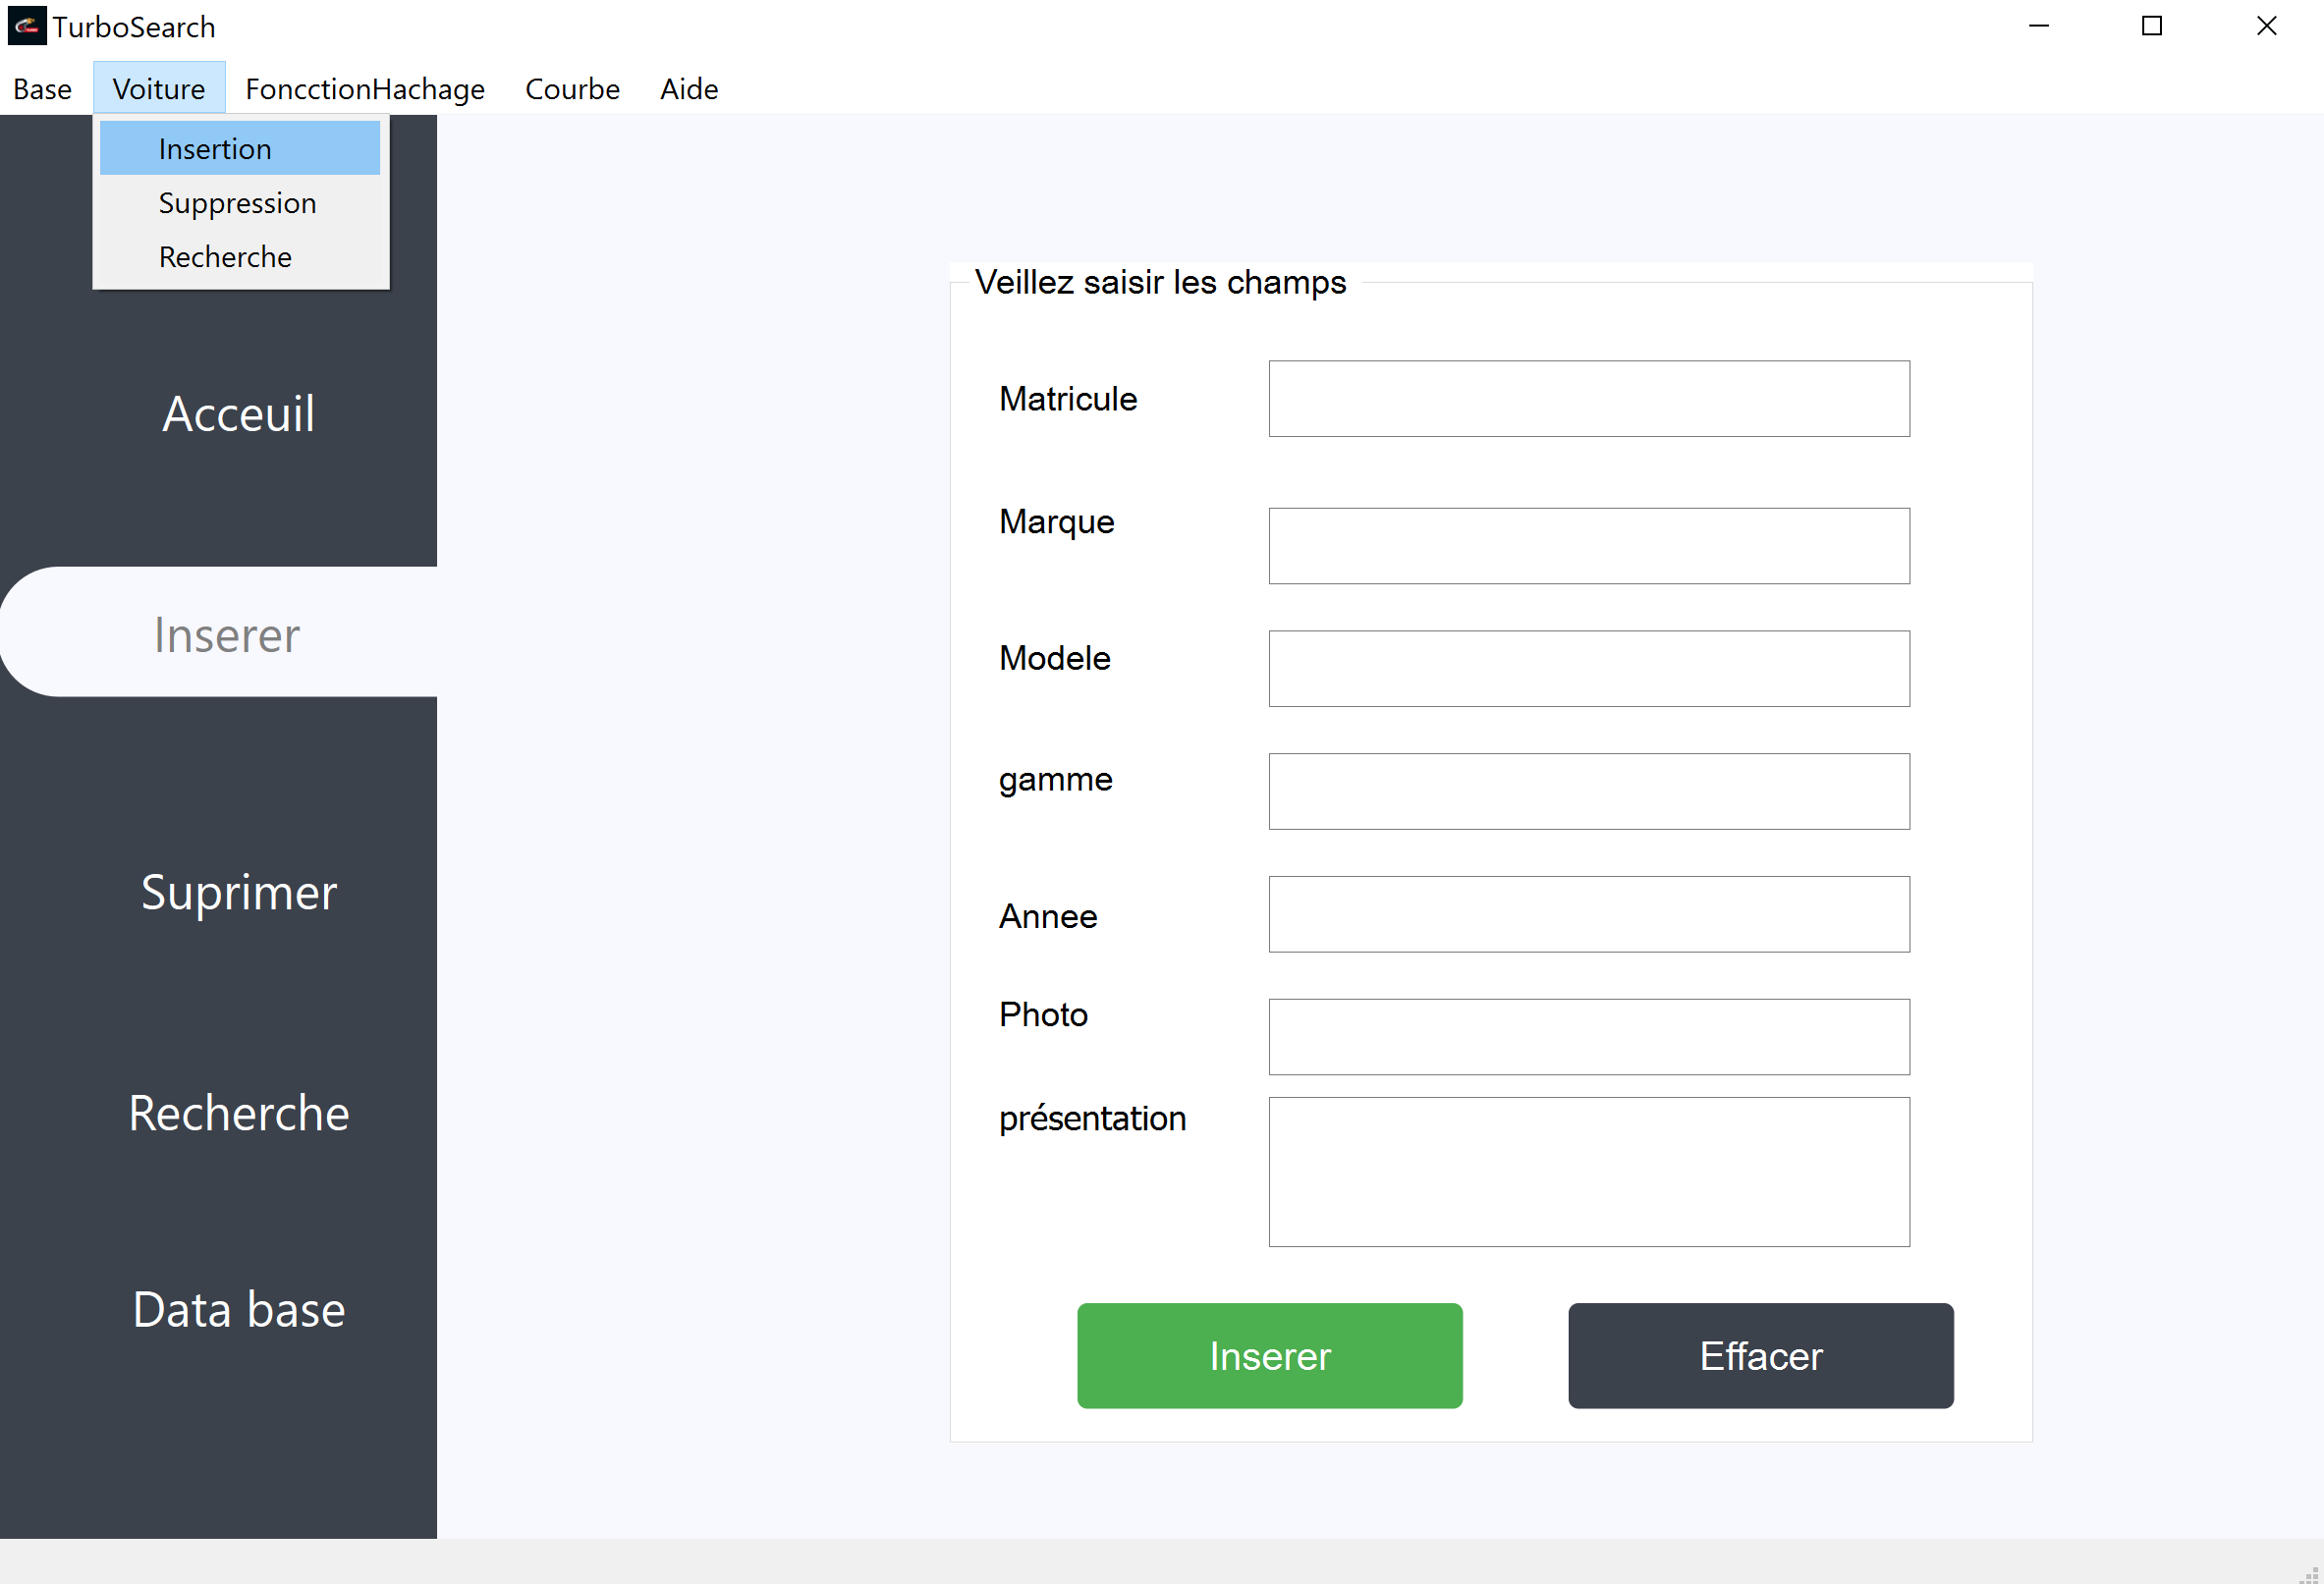 TurboSearch
Base Voiture FoncctionHachage Courbe Aide
Insertion
Suppression
Recherche
Acceuil
Inserer
Suprimer
Recherche
Data base
Veillez saisir les champs
Matricule
Marque
Modele
gamme
Annee
Photo
présentation
Inserer Effacer